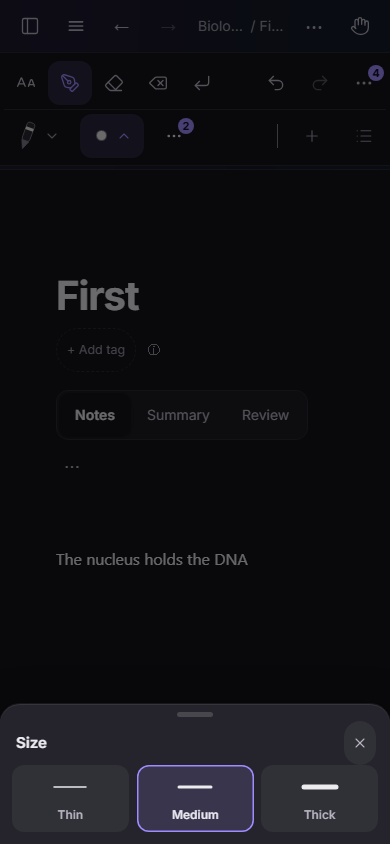 Biolo... / Fi...
AA
4
2
First
+ Add tag
Notes
Summary
Review
The nucleus holds the DNA
Size
Thin
Medium
Thick